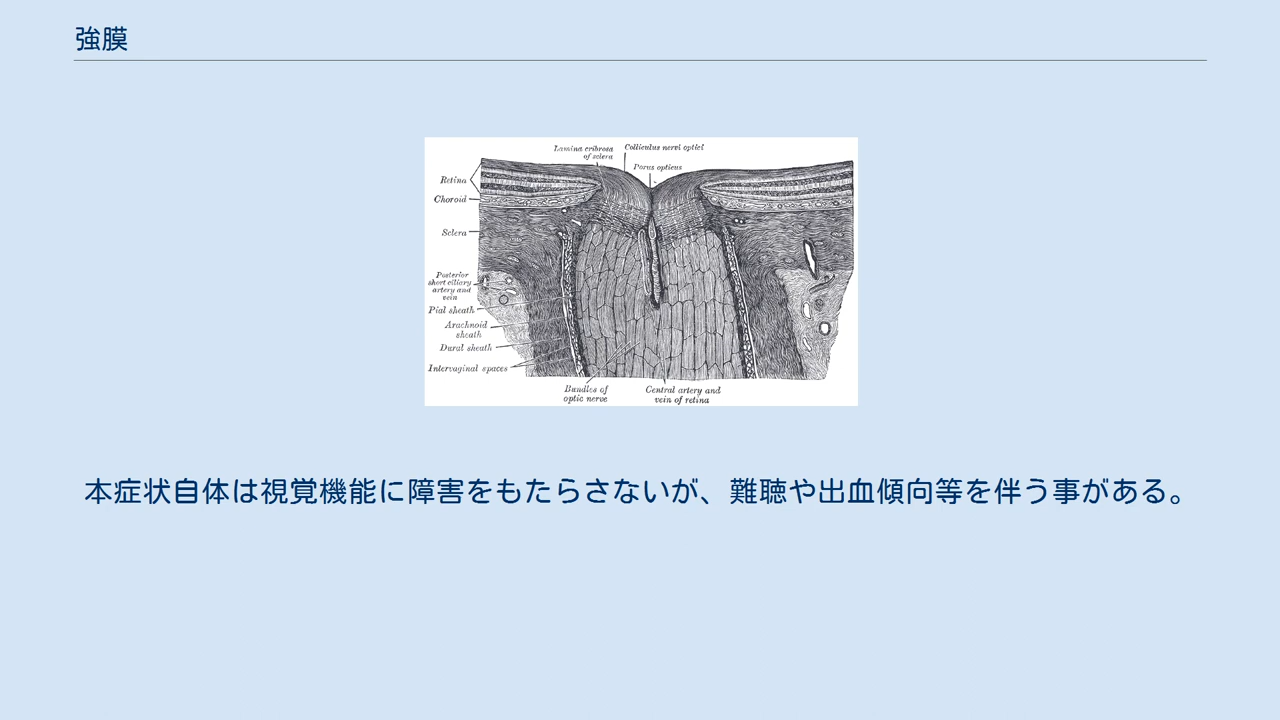 強膜
Lamina cribrosa
of sclera
Colliculus nervi optici
Porus opticus
Retina
Choroid
Sclera
Posterior
short ciliary
artery and
vein
Pial sheath
Arachnoid
sheath
Dural sheath
Intervaginal spaces
Bundles of
optic nerve
Central artery and
vein of retina
本症状自体は視覚機能に障害をもたらさないが、難聴や出血傾向等を伴う事がある。